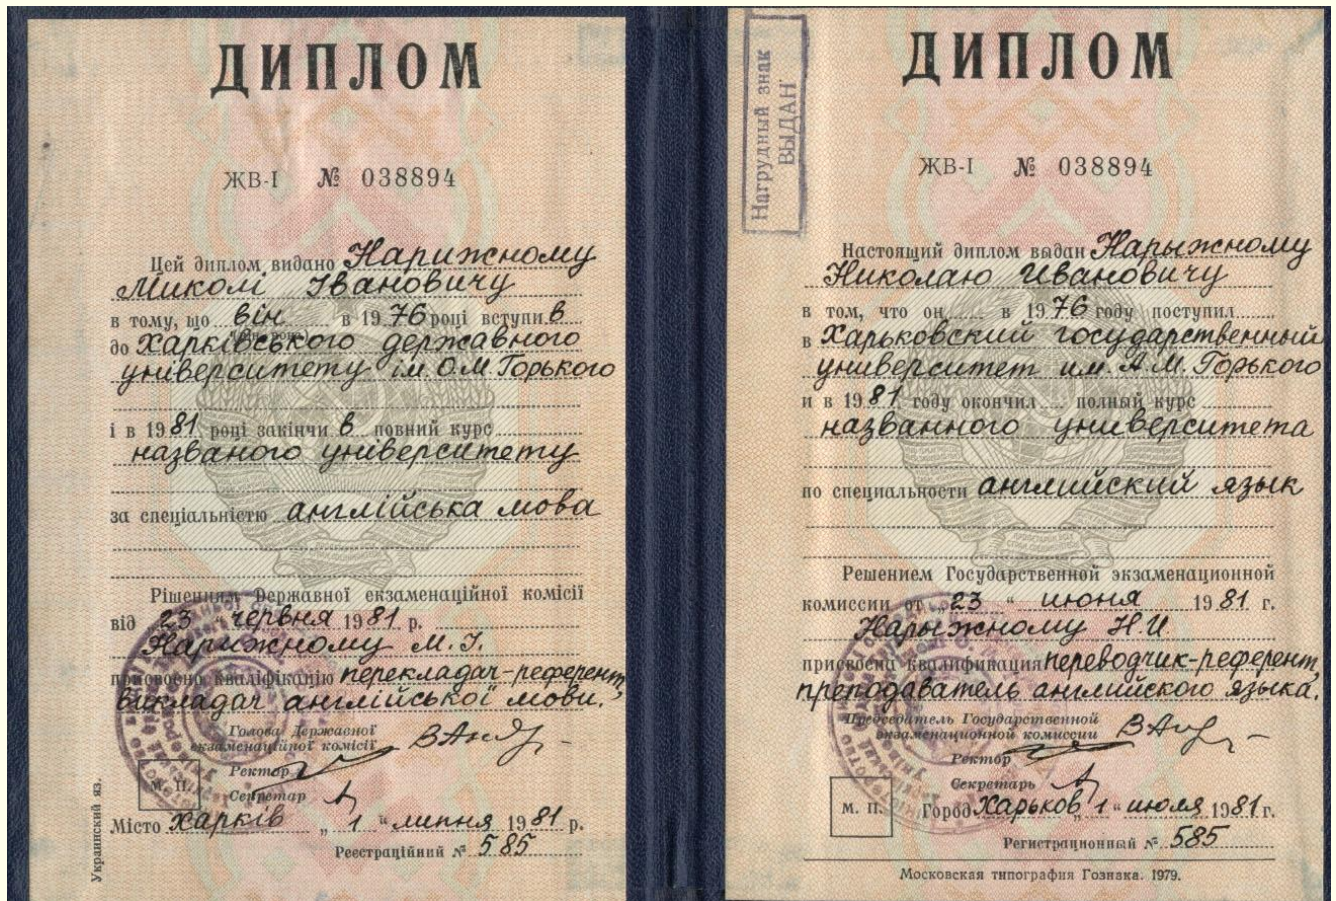 ДИПЛОМ
ЖВ-І № 038894
Цей диплом видано Нарижному
Миколі Івановичу
в тому, що він в 1976 році вступив
до Харківського державного
університету ім. О.М. Горького
і в 1981 році закінчив повний курс
названого університету
за спеціальністю англійська мова
Рішенням Державної екзаменаційної комісії
від 23 червня 1981 р.
Нарижному М.І.
присвоєно кваліфікацію перекладач-референт,
викладач англійської мови.
Голова Державної
екзаменаційної комісії
Ректор
Секретар
М. П.
Місто Харків „1“ липня 1981 р.
Реєстраційний № 585
Украинский яз.
Нагрудный знак
ВЫДАН
ДИПЛОМ
ЖВ-І № 038894
Настоящий диплом выдан Нарыжному
Николаю Ивановичу
в том, что он в 1976 году поступил
в Харьковский государственный
университет им. А.М. Горького
и в 1981 году окончил полный курс
названного университета
по специальности английский язык
Решением Государственной экзаменационной
комиссии от „23“ июня 1981 г.
Нарыжному Н.И.
присвоена квалификация переводчик-референт,
преподаватель английского языка.
Председатель Государственной
экзаменационной комиссии
Ректор
Секретарь
М. П.
Город Харьков „1“ июля 1981 г.
Регистрационный № 585
Московская типография Гознака. 1979.